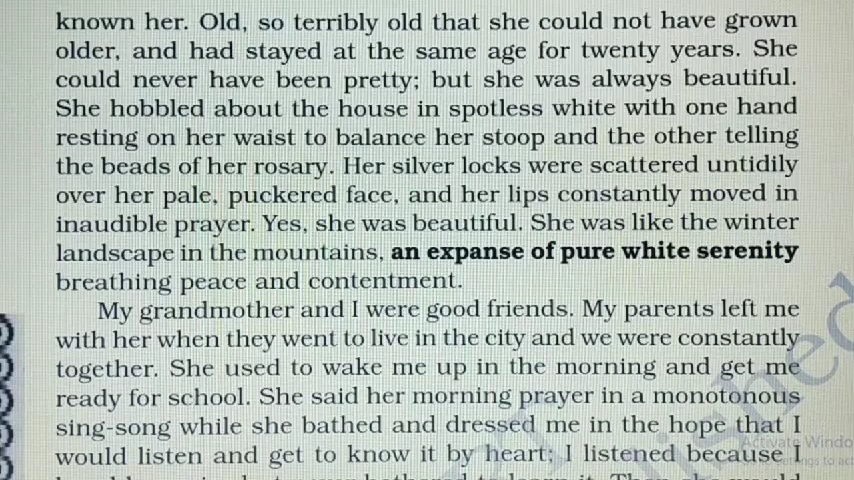 known her. Old, so terribly old that she could not have grown
older, and had stayed at the same age for twenty years. She
could never have been pretty; but she was always beautiful.
She hobbled about the house in spotless white with one hand
resting on her waist to balance her stoop and the other telling
the beads of her rosary. Her silver locks were scattered untidily
over her pale, puckered face, and her lips constantly moved in
inaudible prayer. Yes, she was beautiful. She was like the winter
landscape in the mountains, an expanse of pure white serenity
breathing peace and contentment.
My grandmother and I were good friends. My parents left me
with her when they went to live in the city and we were constantly
together. She used to wake me up in the morning and get me
ready for school. She said her morning prayer in a monotonous
sing-song while she bathed and dressed me in the hope that I
would listen and get to know it by heart; I listened because I
Activate Windo